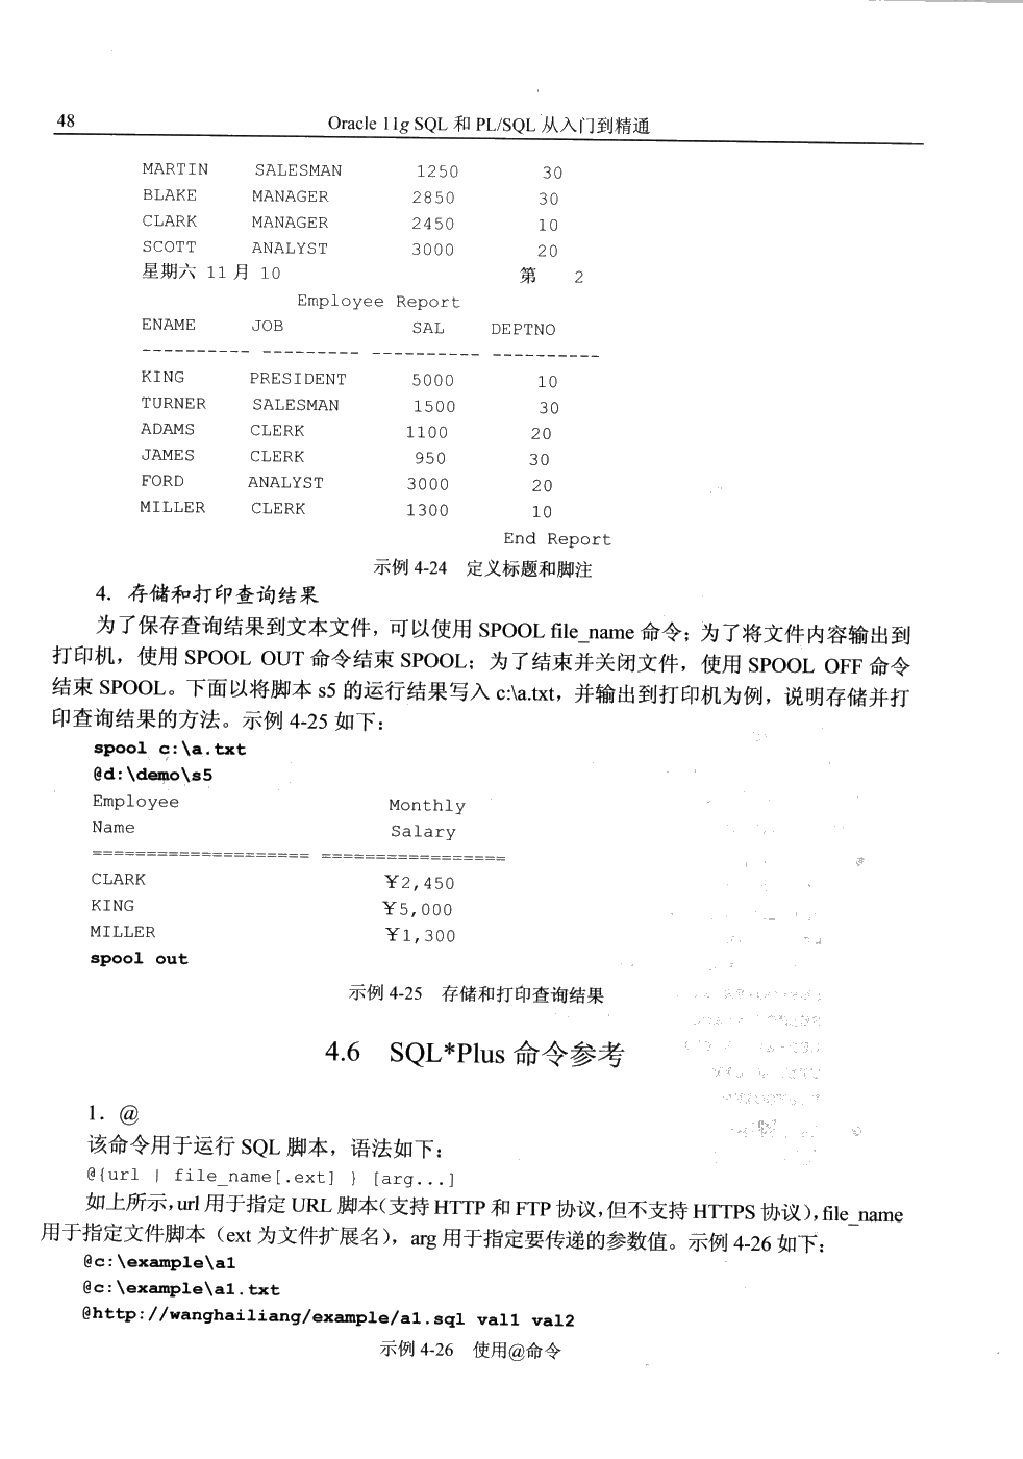 48 Oracle 11g SQL 和 PL/SQL 从入门到精通
MARTIN SALESMAN 1250 30
BLAKE MANAGER 2850 30
CLARK MANAGER 2450 10
SCOTT ANALYST 3000 20
星期六 11 月 10 第 2
Employee Report
ENAME JOB SAL DEPTNO
---------- --------- ---------- ----------
KING PRESIDENT 5000 10
TURNER SALESMAN 1500 30
ADAMS CLERK 1100 20
JAMES CLERK 950 30
FORD ANALYST 3000 20
MILLER CLERK 1300 10
End Report
示例 4-24 定义标题和脚注
4. 存储和打印查询结果
为了保存查询结果到文本文件，可以使用 SPOOL file_name 命令；为了将文件内容输出到
打印机，使用 SPOOL OUT 命令结束 SPOOL；为了结束并关闭文件，使用 SPOOL OFF 命令
结束 SPOOL。下面以将脚本 s5 的运行结果写入 c:\a.txt，并输出到打印机为例，说明存储并打
印查询结果的方法。示例 4-25 如下：
spool c:\a.txt
@d:\demo\s5
Employee Monthly
Name Salary
==================== =================
CLARK ￥2,450
KING ￥5,000
MILLER ￥1,300
spool out
示例 4-25 存储和打印查询结果
4.6 SQL*Plus 命令参考
1. @
该命令用于运行 SQL 脚本，语法如下：
@{url | file_name[.ext] } [arg...]
如上所示，url 用于指定 URL 脚本（支持 HTTP 和 FTP 协议，但不支持 HTTPS 协议），file_name
用于指定文件脚本（ext 为文件扩展名），arg 用于指定要传递的参数值。示例 4-26 如下：
@c:\example\a1
@c:\example\a1.txt
@http://wanghailiang/example/a1.sql val1 val2
示例 4-26 使用@命令